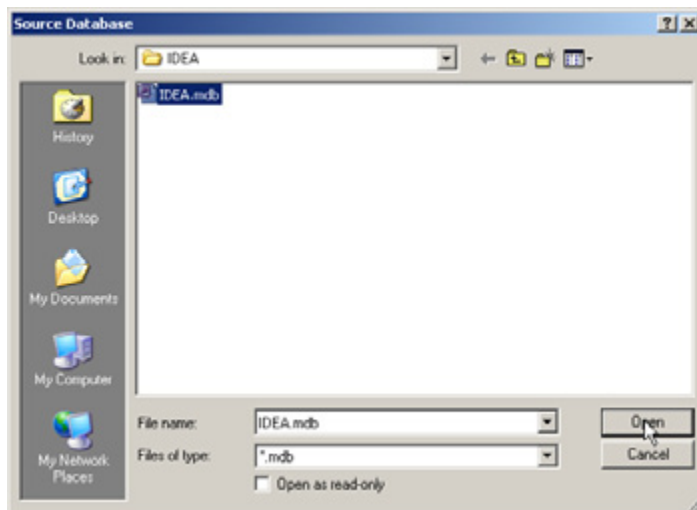 Source Database
Look in: IDEA
IDEA.mdb
History
Desktop
My Documents
My Computer
My Network
Places
File name: IDEA.mdb Open
Files of type: *.mdb Cancel
Open as read-only